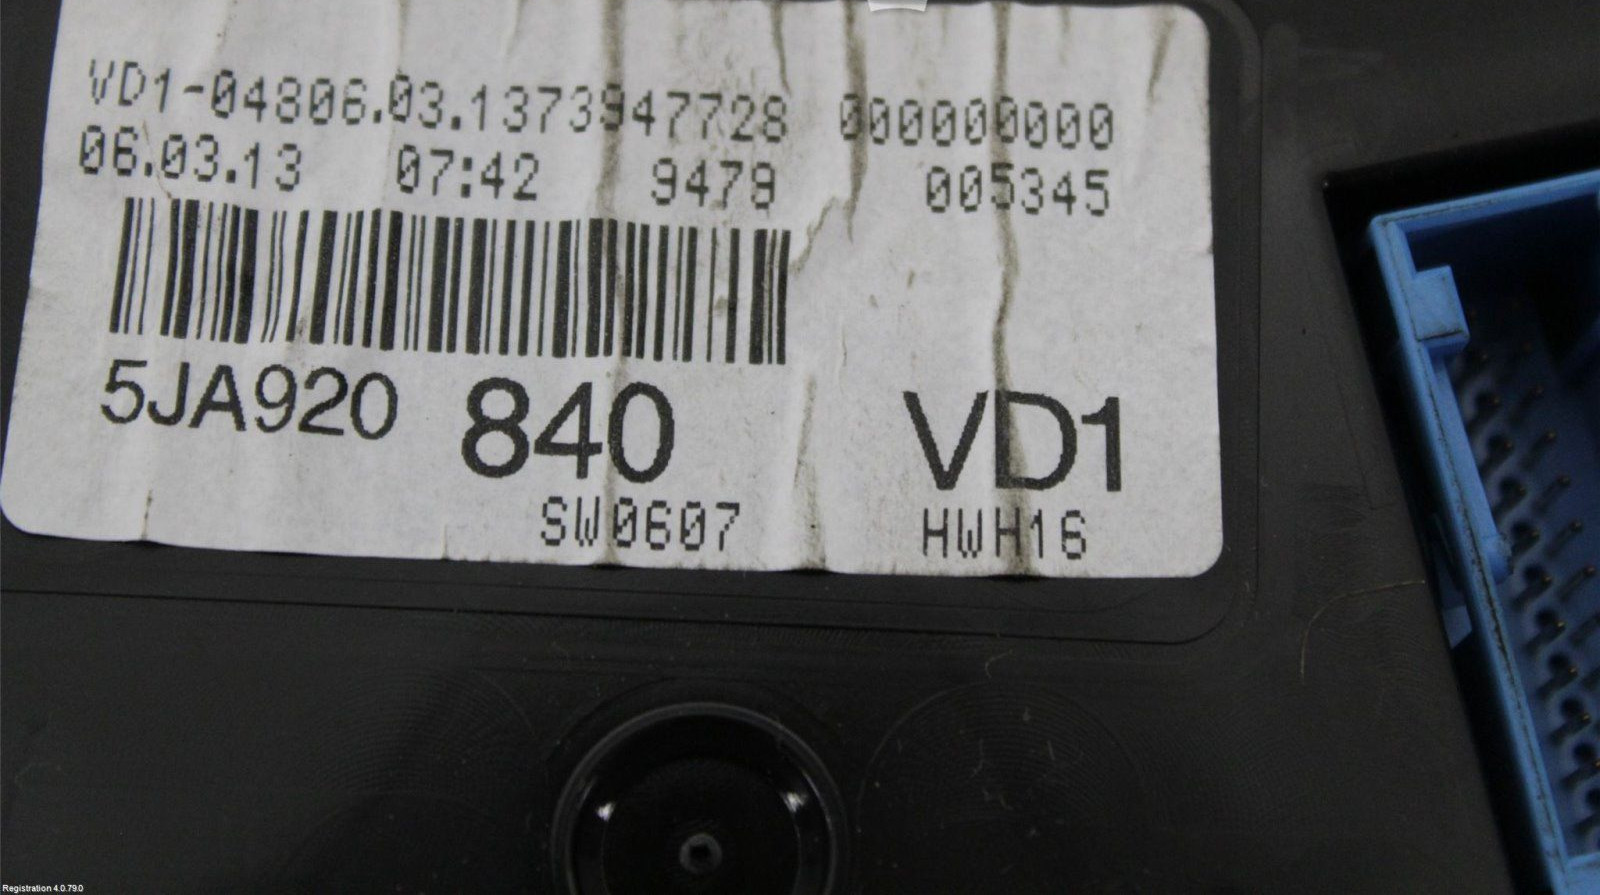 VD1-04806.03.1373947728 000000000
06.03.13 07:42 9479 005345
5JA920 840 VD1
SW0607 HWH16
Registration 4.0.79.0